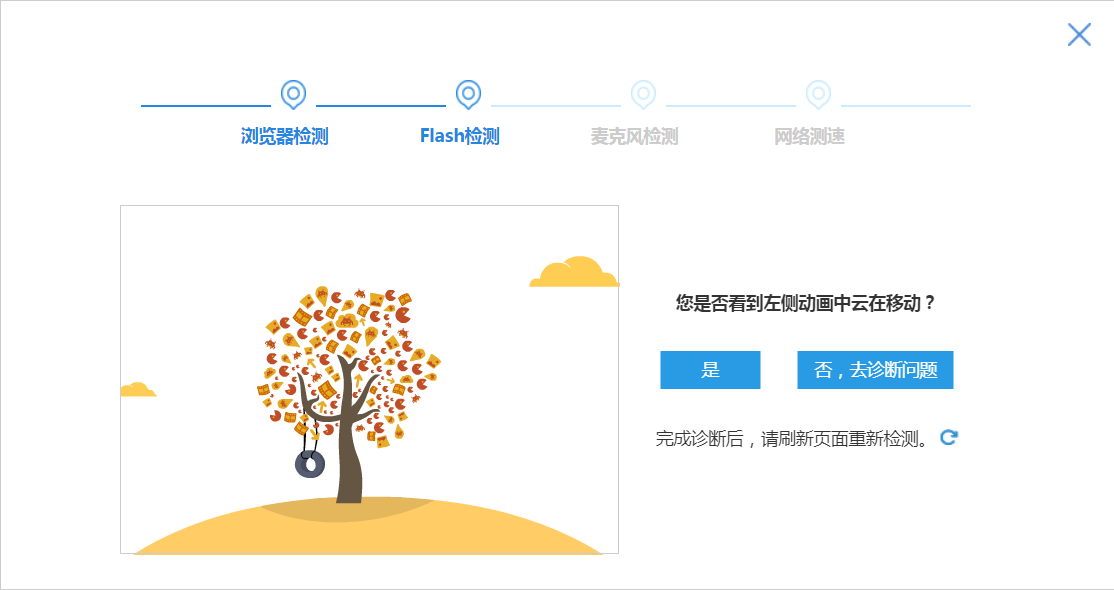 浏览器检测
Flash检测
麦克风检测
网络测速
您是否看到左侧动画中云在移动？
是
否，去诊断问题
完成诊断后，请刷新页面重新检测。